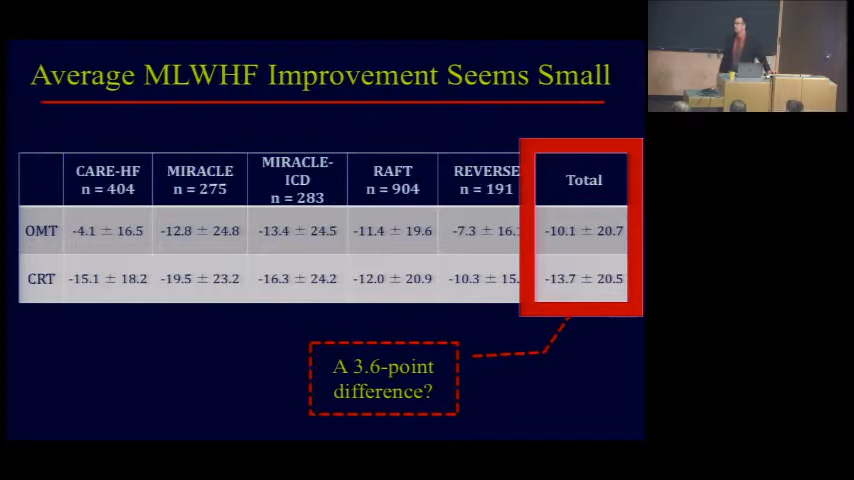 Average MLWHF Improvement Seems Small
CARE-HF
n = 404
MIRACLE
n = 275
MIRACLE-
ICD
n = 283
RAFT
n = 904
REVERSE
n = 191
Total
OMT -4.1 ± 16.5 -12.8 ± 24.8 -13.4 ± 24.5 -11.4 ± 19.6 -7.3 ± 16. -10.1 ± 20.7
CRT -15.1 ± 18.2 -19.5 ± 23.2 -16.3 ± 24.2 -12.0 ± 20.9 -10.3 ± 15. -13.7 ± 20.5
A 3.6-point
difference?